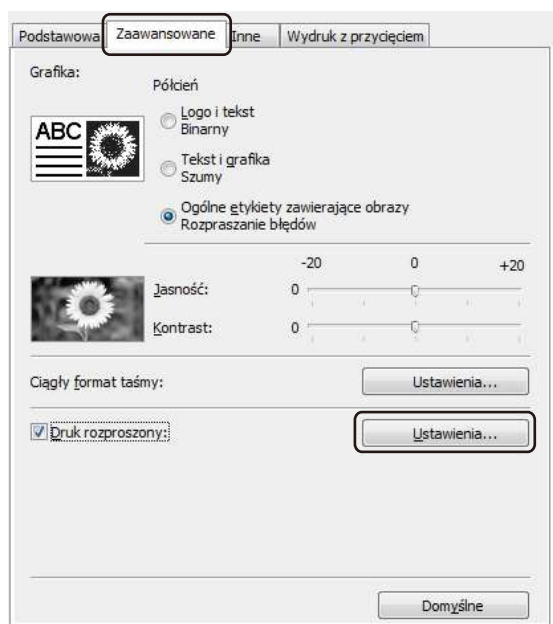 Podstawowa Zaawansowane Inne Wydruk z przycięciem
Grafika:
Półcień
ABC
Logo i tekst
Binarny
Tekst i grafika
Szumy
Ogólne etykiety zawierające obrazy
Rozpraszanie błędów
-20 0 +20
Jasność: 0
Kontrast: 0
Ciągły format taśmy: Ustawienia...
Druk rozproszony: Ustawienia...
Domyślne